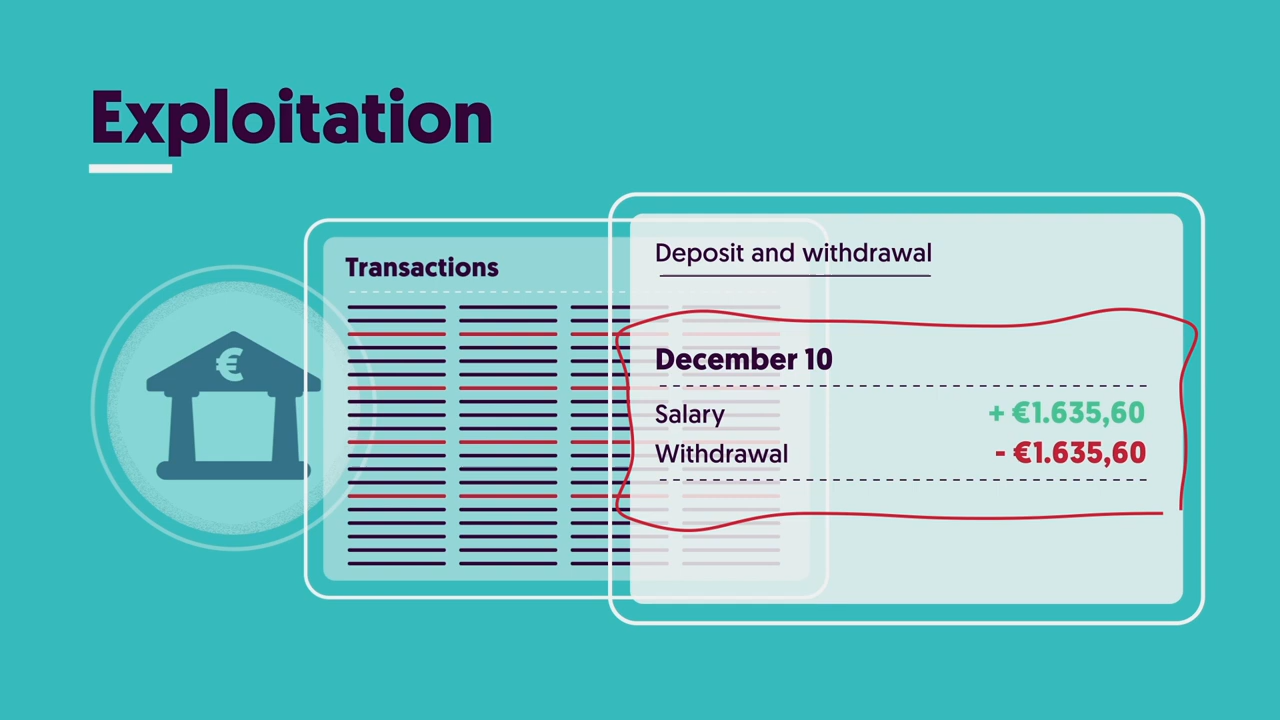 Exploitation
€
Transactions
Deposit and withdrawal
December 10
Salary + €1.635,60
Withdrawal - €1.635,60